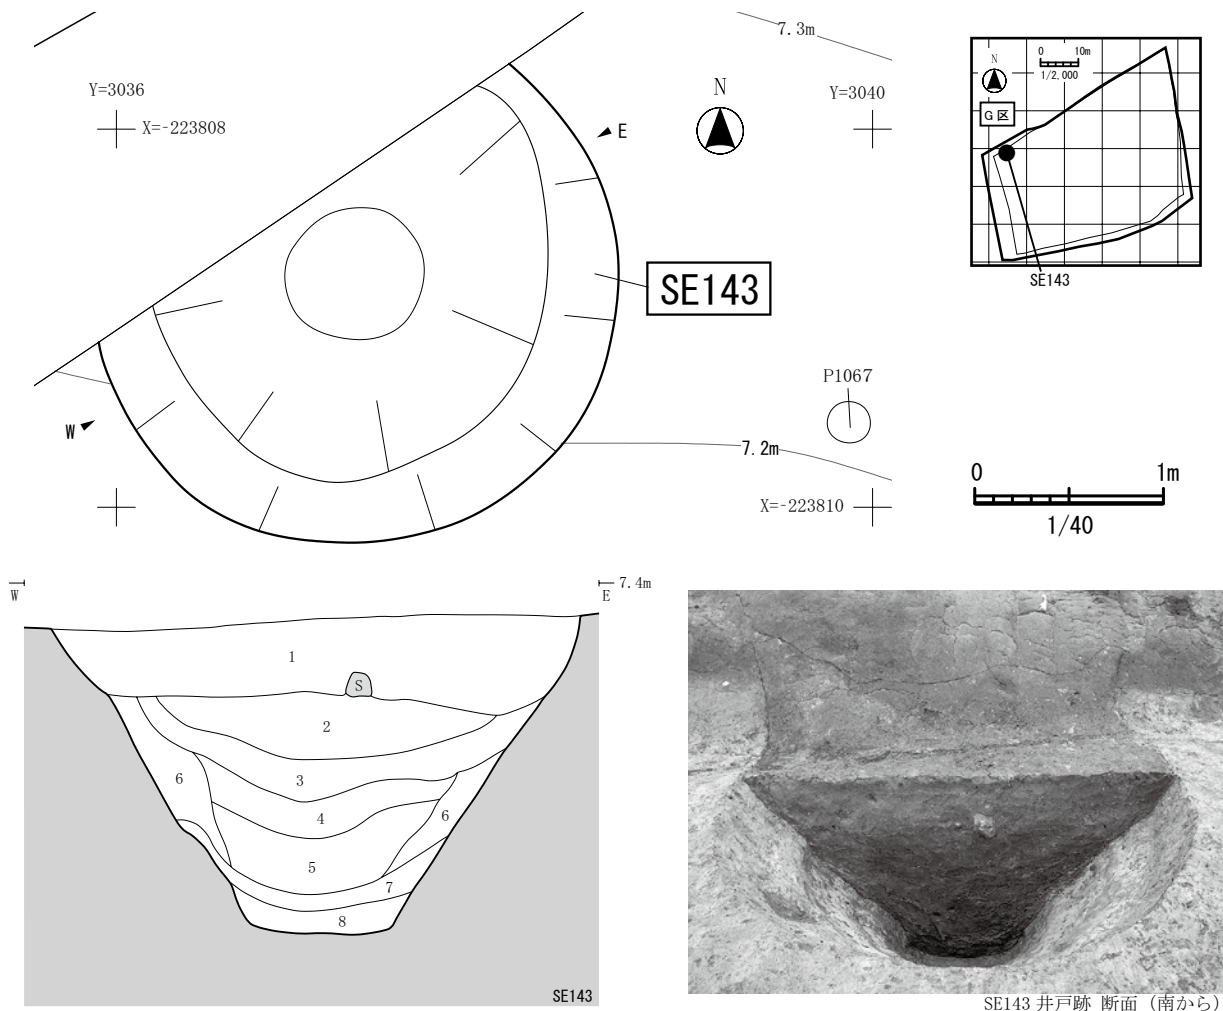 7.3m
Y=3036
Y=3040
X=-223808
N
E
SE143
W
P1067
7.2m
X=-223810
0 1m
1/40
N
0 10m
1/2,000
G区
SE143
W
E 7.4m
1
S
2
3
6
4
6
5
7
8
SE143
SE143 井戸跡 断面（南から）